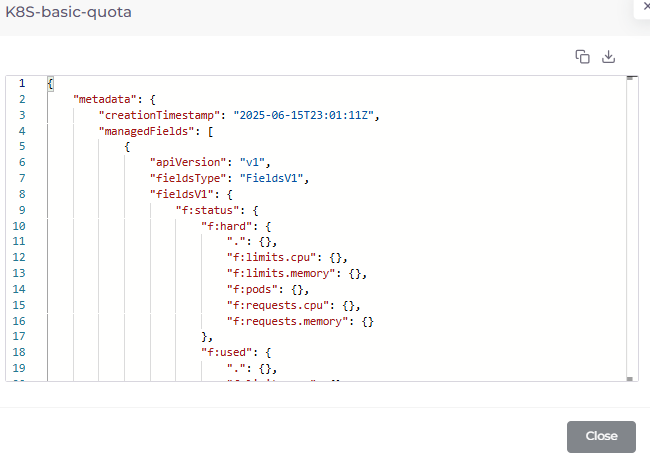 K8S-basic-quota
1 {
2 "metadata": {
3 "creationTimestamp": "2025-06-15T23:01:11Z",
4 "managedFields": [
5 {
6 "apiVersion": "v1",
7 "fieldsType": "FieldsV1",
8 "fieldsV1": {
9 "f:status": {
10 "f:hard": {
11 ".": {},
12 "f:limits.cpu": {},
13 "f:limits.memory": {},
14 "f:pods": {},
15 "f:requests.cpu": {},
16 "f:requests.memory": {}
17 },
18 "f:used": {
19 ".": {},
Close